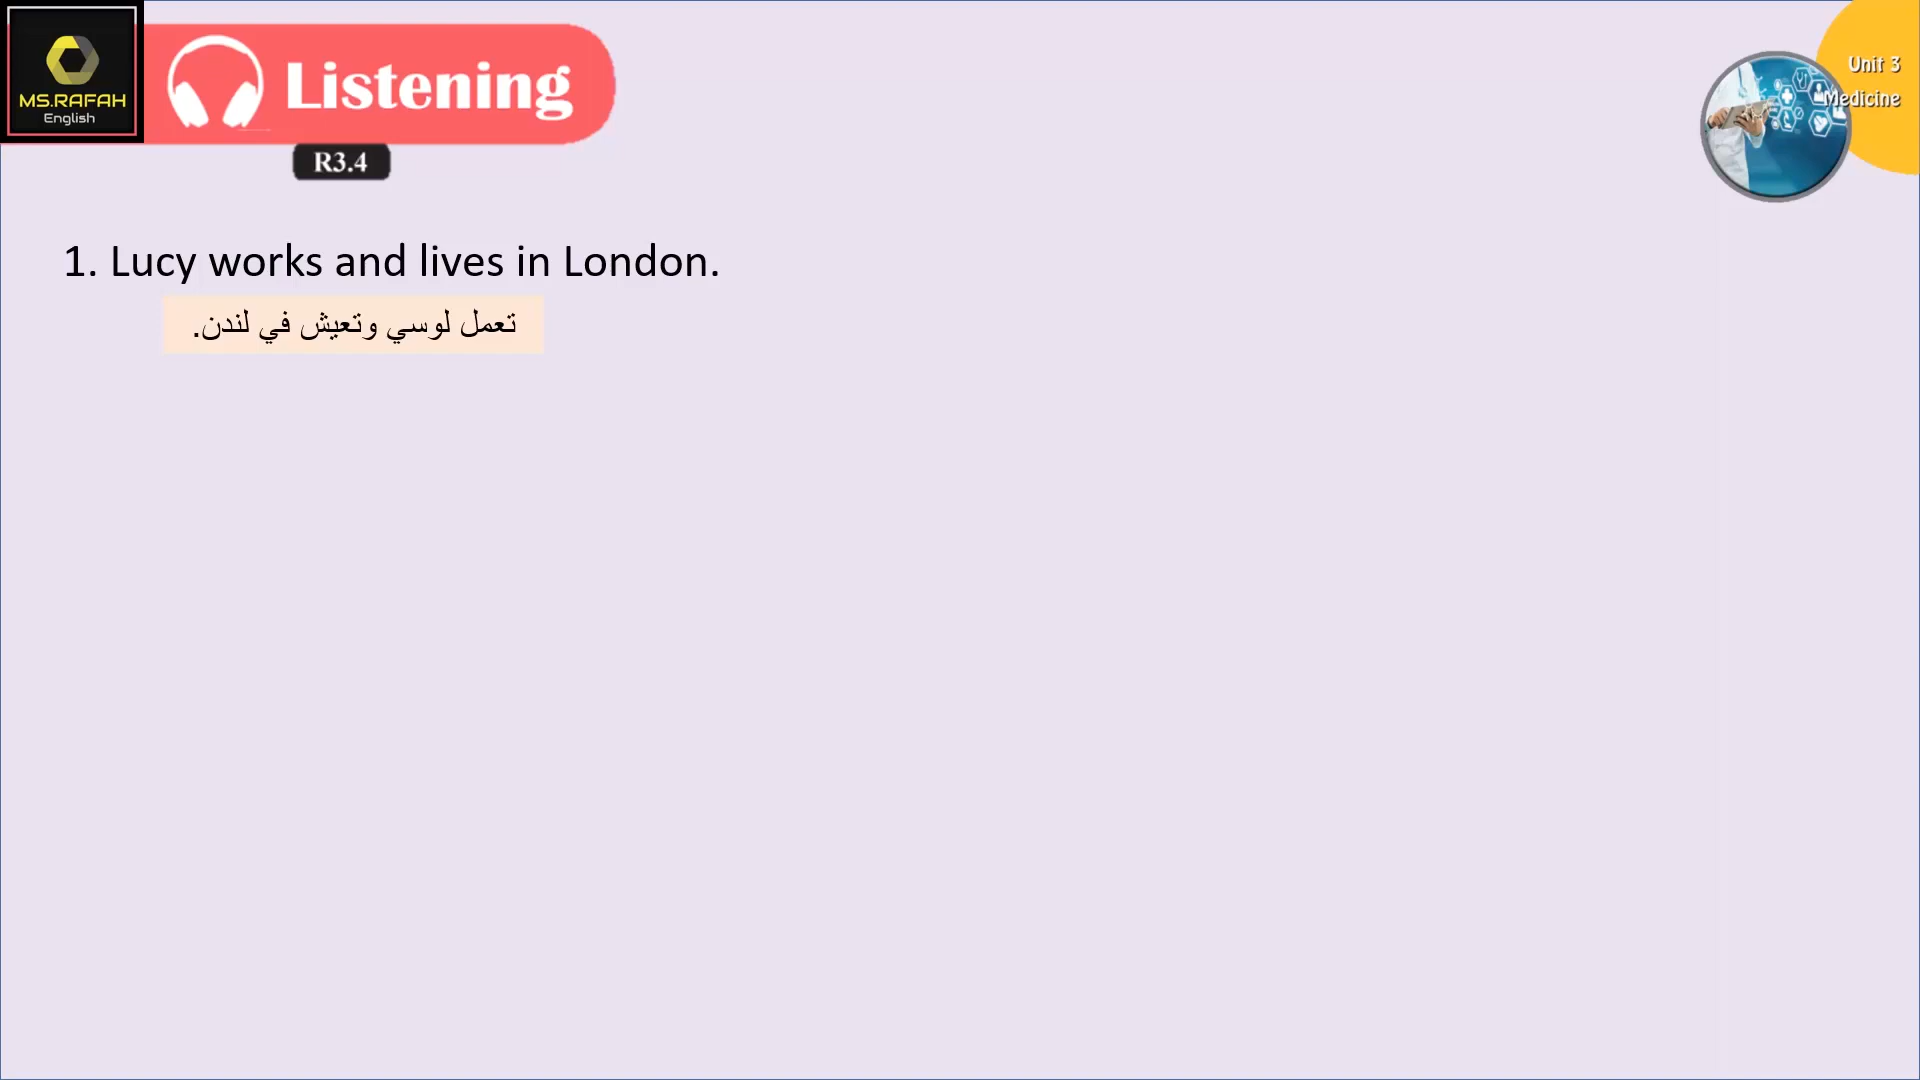 MS.RAFAH
English
Listening
R3.4
Unit 3
Medicine
1. Lucy works and lives in London.
تعمل لوسي وتعيش في لندن.